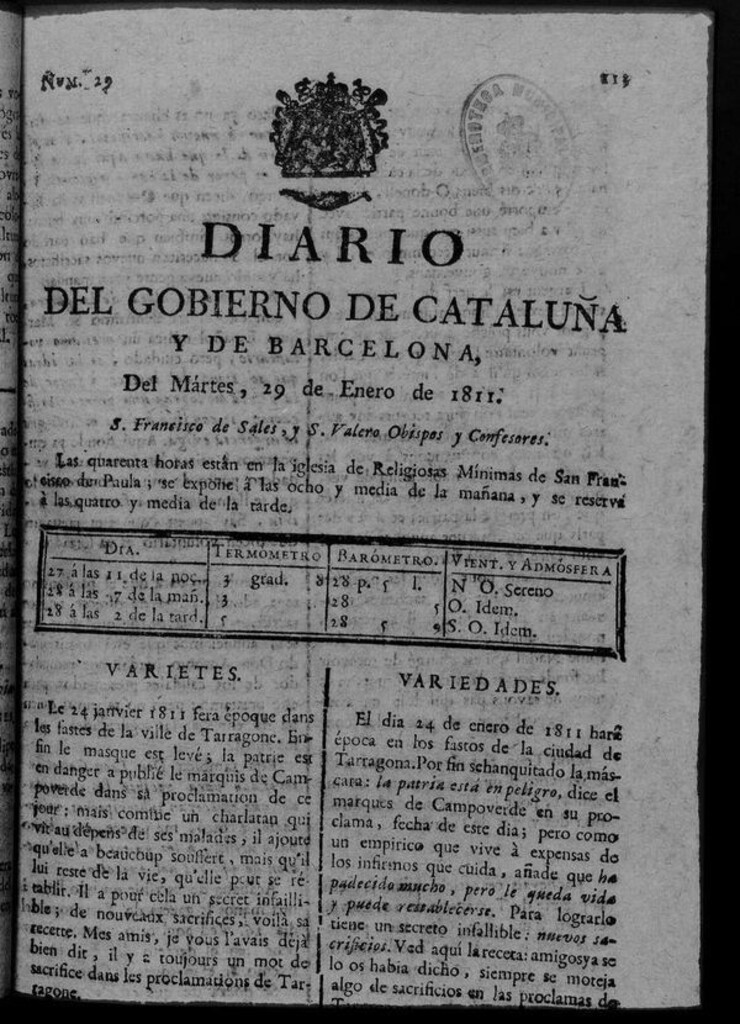 NUM. 29
113
HEMEROTECA MUNICIPAL
DIARIO
DEL GOBIERNO DE CATALUÑA
Y DE BARCELONA,
Del Mártes, 29 de Enero de 1811.
S. Francisco de Sales, y S. Valero Obispos y Confesores.
Las quarenta horas están en la iglesia de Religiosas Mínimas de San Fran-
cisco de Paula; se expone á las ocho y media de la mañana, y se reserva
á las quatro y media de la tarde.
DIA. TERMÓMETRO BARÓMETRO. VIENT. Y ADMÓSFERA
27 á las 11 de la noc. 3 grad. 8 28 p. 5 l. N O. Sereno
28 á las 7 de la mañ. 3 28 5 O. Idem.
28 á las 2 de la tard. 5 28 5 9 S. O. Idem.
VARIETES.
Le 24 janvier 1811 fera époque dans
les fastes de la ville de Tarragone. En-
fin le masque est levé; la patrie est
en danger a publié le marquis de Cam-
poverde dans sa proclamation de ce
jour: mais comme un charlatan qui
vit au dépens de ses malades, il ajoute
qu'elle a beaucoup souffert, mais qu'il
lui reste de la vie, qu'elle peut se ré-
tablir. Il a pour cela un secret infailli-
ble; de nouveaux sacrifices, voilà sa
recette. Mes amis, je vous l'avais déjà
bien dit, il y a toujours un mot de
sacrifice dans les proclamations de Tar-
ragone.
VARIEDADES.
El dia 24 de enero de 1811 hará
época en los fastos de la ciudad de
Tarragona. Por fin se han quitado la más-
cara: la patria está en peligro, dice el
marques de Campoverde en su pro-
clama, fecha de este dia; pero como
un empírico que vive à expensas de
los infirmos que cuida, añade que ha
padecido mucho, pero le queda vida
y puede restablecerse. Para lograrlo
tiene un secreto infallible: nuevos sa-
crificios. Ved aquí la receta: amigos ya se
lo os habia dicho, siempre se moteja
algo de sacrificios en las proclamas de